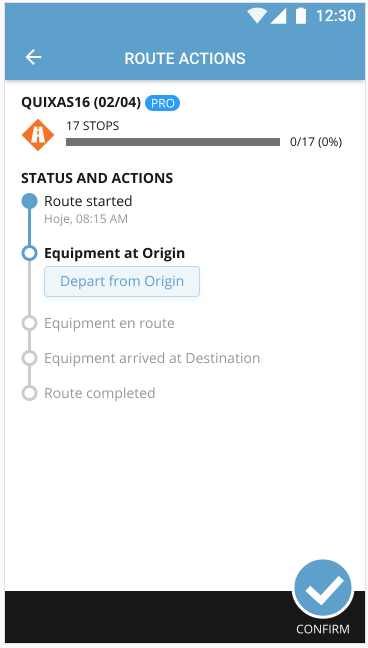 12:30
ROUTE ACTIONS
QUIXAS16 (02/04) PRO
17 STOPS
0/17 (0%)
STATUS AND ACTIONS
Route started
Hoje, 08:15 AM
Equipment at Origin
Depart from Origin
Equipment en route
Equipment arrived at Destination
Route completed
CONFIRM